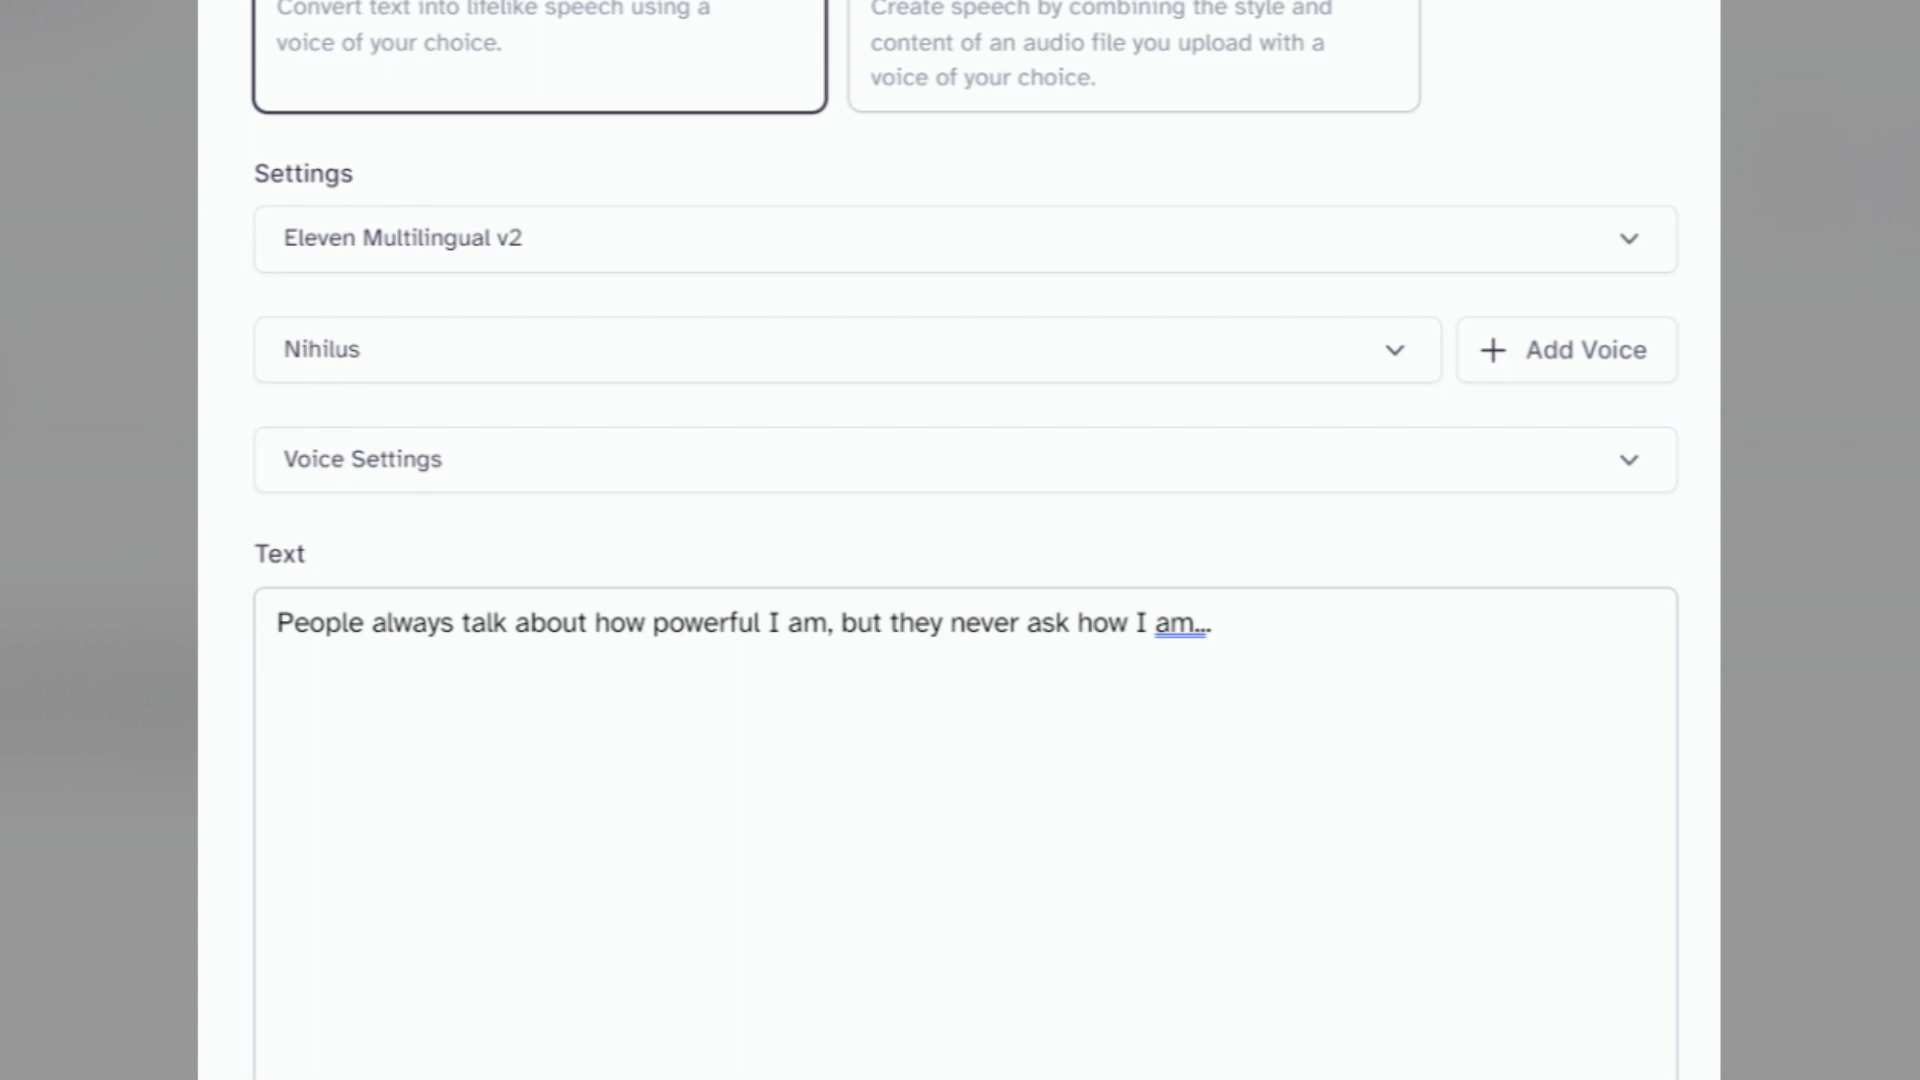 Convert text into lifelike speech using a
voice of your choice.
Create speech by combining the style and
content of an audio file you upload with a
voice of your choice.
Settings
Eleven Multilingual v2
Nihilus
Add Voice
Voice Settings
Text
People always talk about how powerful I am, but they never ask how I am...